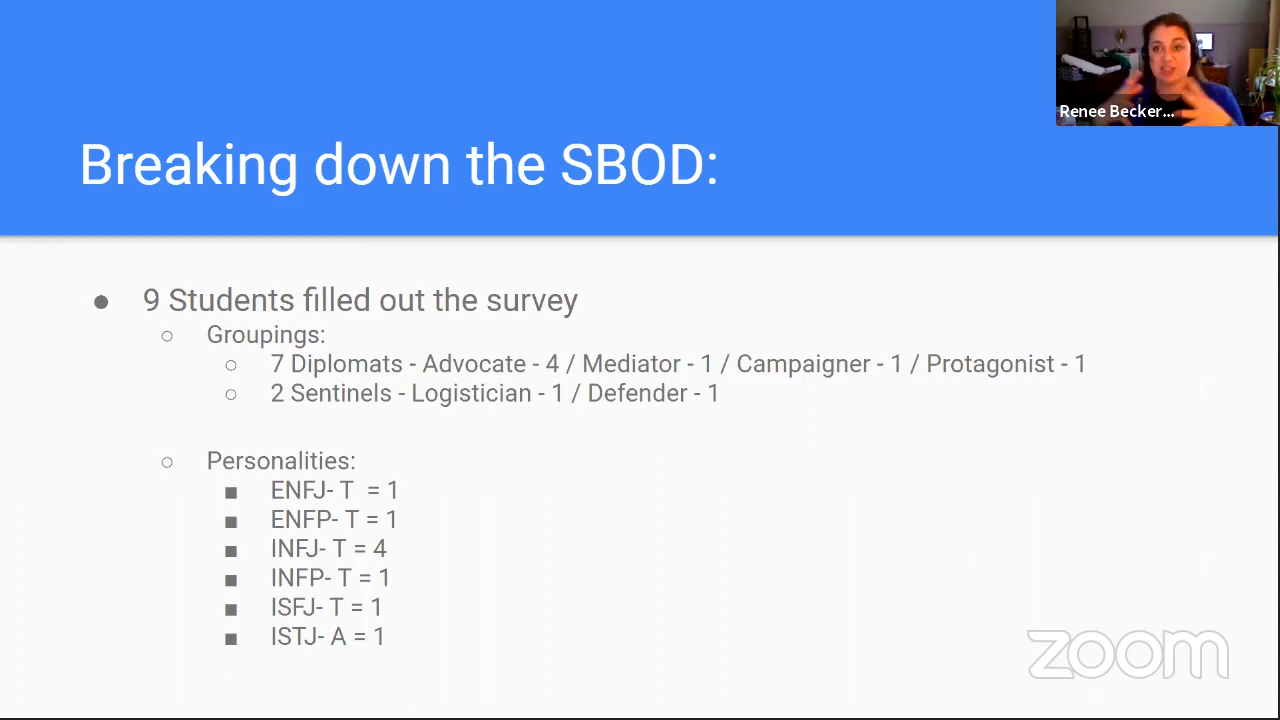 Renee Becker...
Breaking down the SBOD:
● 9 Students filled out the survey
○ Groupings:
○ 7 Diplomats - Advocate - 4 / Mediator - 1 / Campaigner - 1 / Protagonist - 1
○ 2 Sentinels - Logistician - 1 / Defender - 1
○ Personalities:
■ ENFJ- T = 1
■ ENFP- T = 1
■ INFJ- T = 4
■ INFP- T = 1
■ ISFJ- T = 1
■ ISTJ- A = 1
zoom